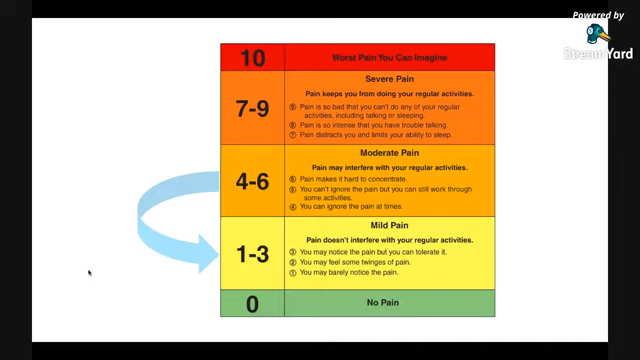 Powered by
StreamYard
10 Worst Pain You Can Imagine
Severe Pain
Pain keeps you from doing your regular activities.
7-9
⑨ Pain is so bad that you can't do any of your regular
activities, including talking or sleeping.
⑧ Pain is so intense that you have trouble talking.
⑦ Pain distracts you and limits your ability to sleep.
Moderate Pain
Pain may interfere with your regular activities.
4-6
⑥ Pain makes it hard to concentrate.
⑤ You can't ignore the pain but you can still work through
some activities.
④ You can ignore the pain at times.
Mild Pain
Pain doesn't interfere with your regular activities.
1-3
③ You may notice the pain but you can tolerate it.
② You may feel some twinges of pain.
① You may barely notice the pain.
0 No Pain